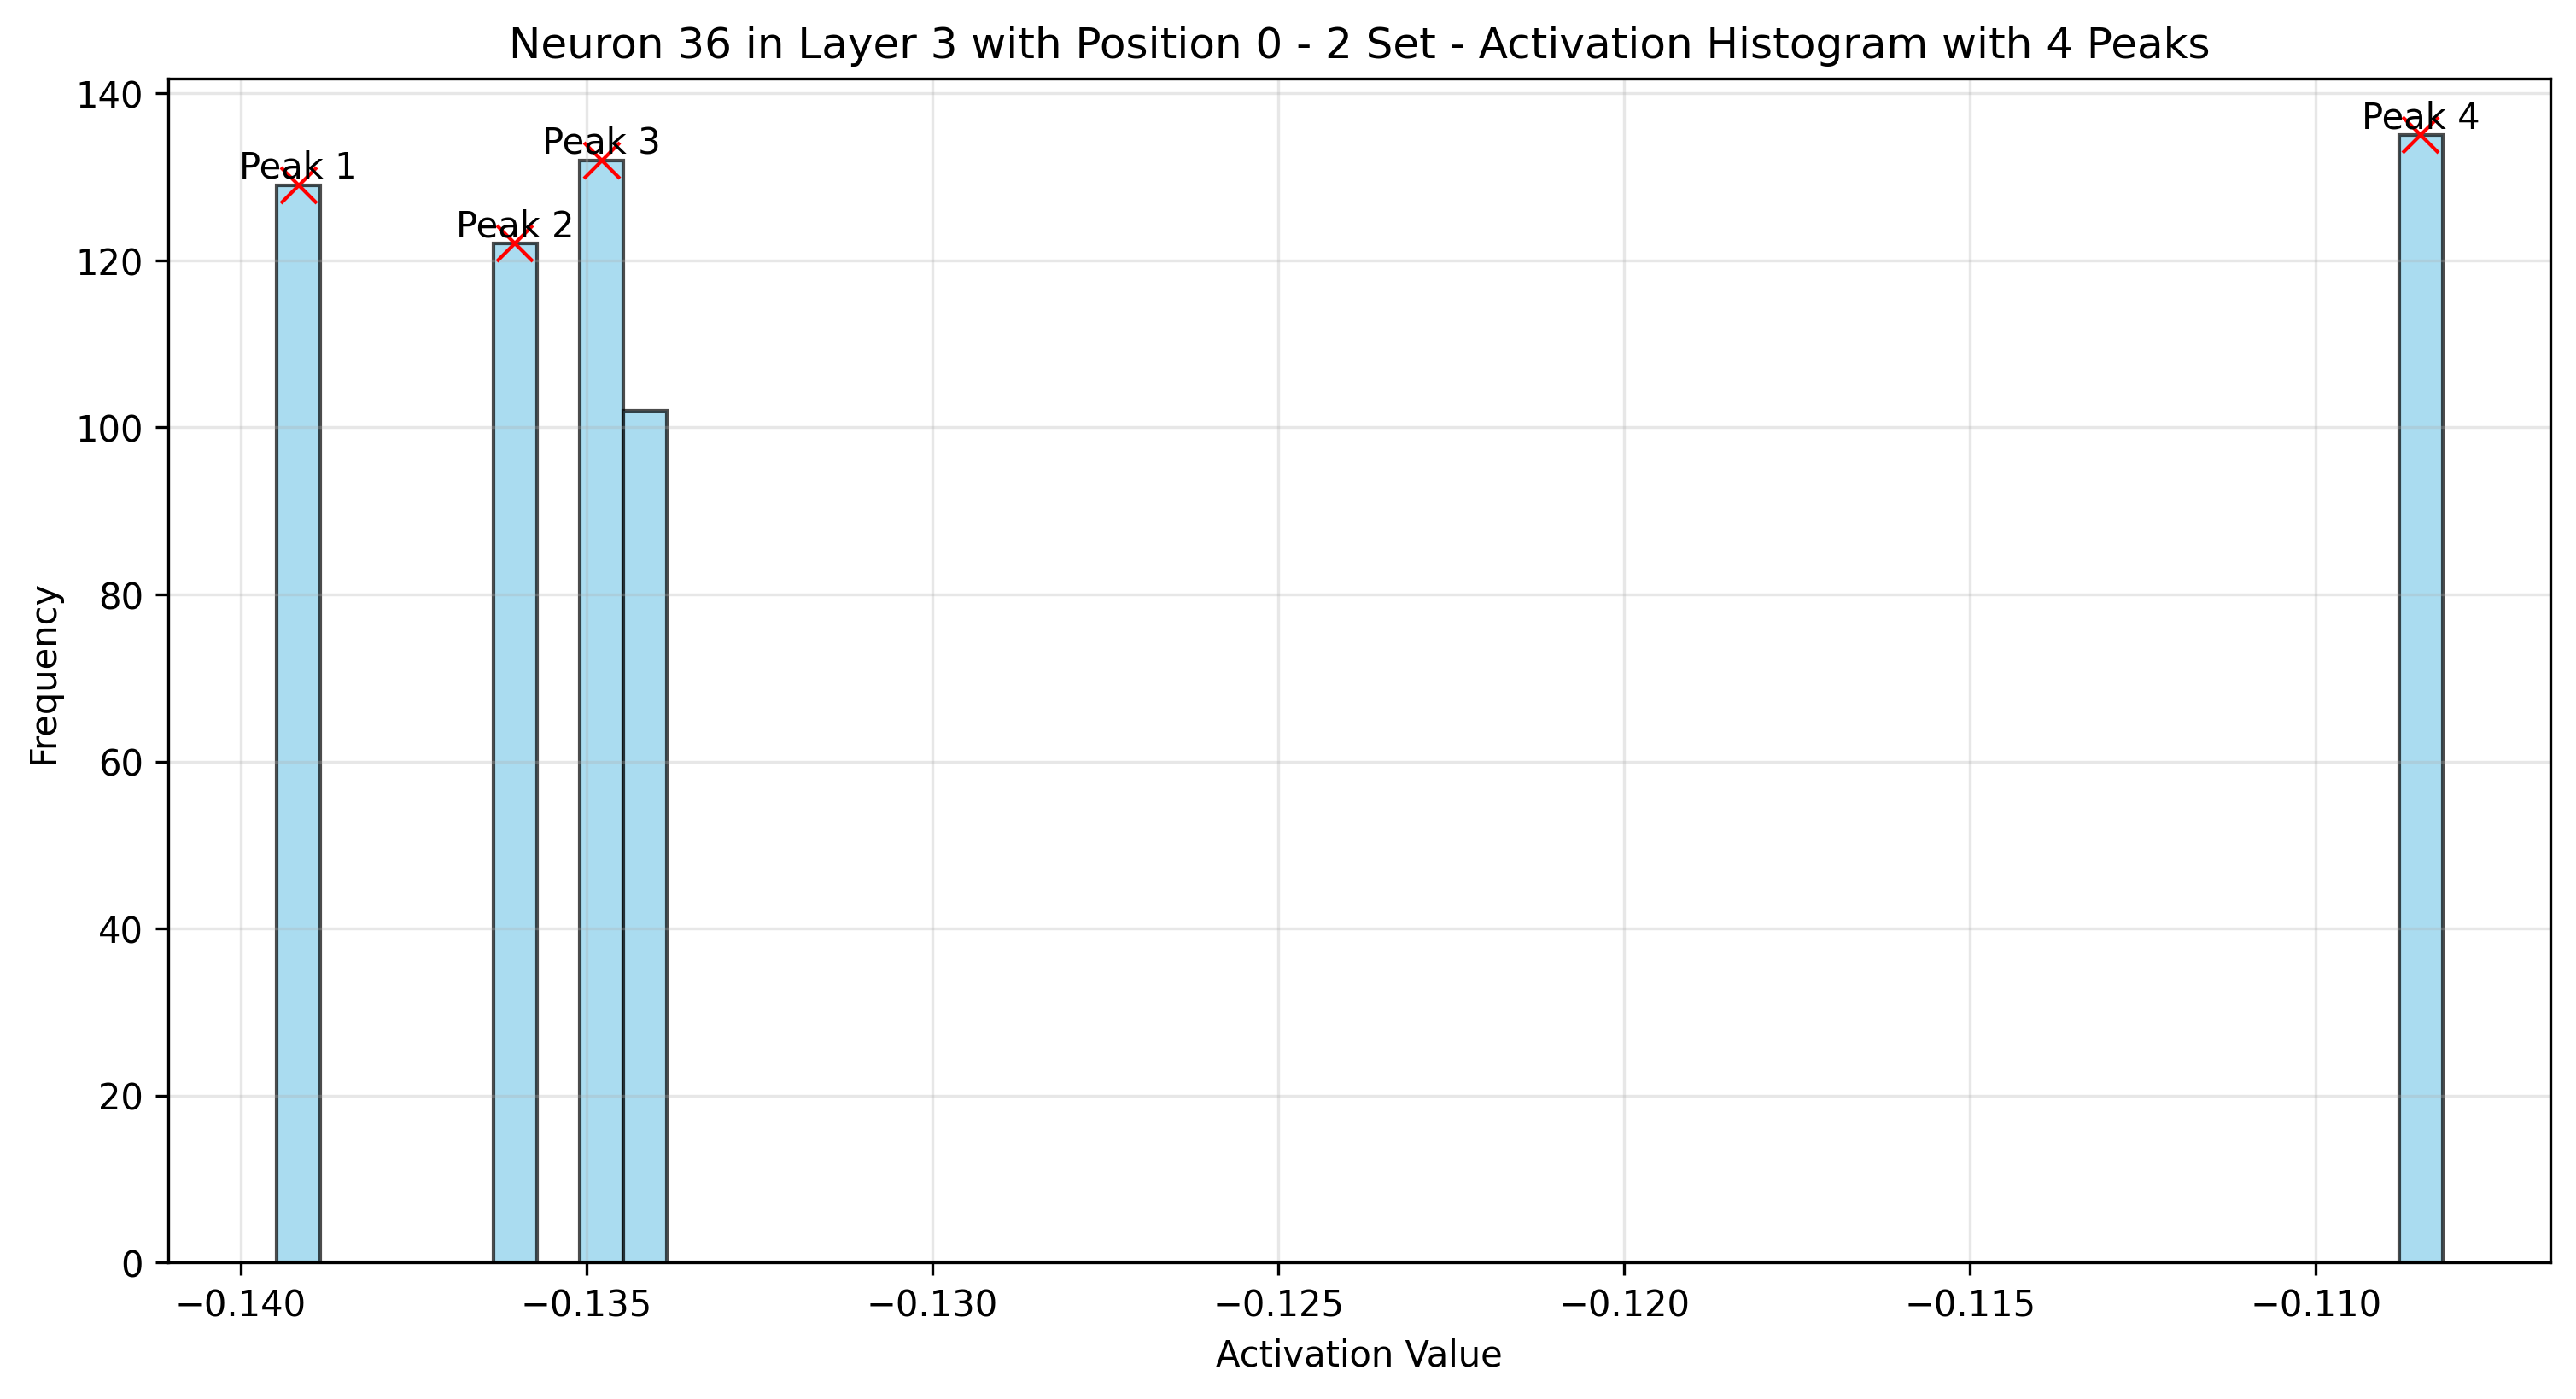 Neuron 36 in Layer 3 with Position 0 - 2 Set - Activation Histogram with 4 Peaks
140
120
100
80
60
40
20
0
Frequency
Peak 1
Peak 2
Peak 3
Peak 4
−0.140 −0.135 −0.130 −0.125 −0.120 −0.115 −0.110
Activation Value